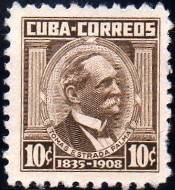 CUBA-CORREOS
TOMAS ESTRADA PALMA
10¢ 1835-1908 10¢